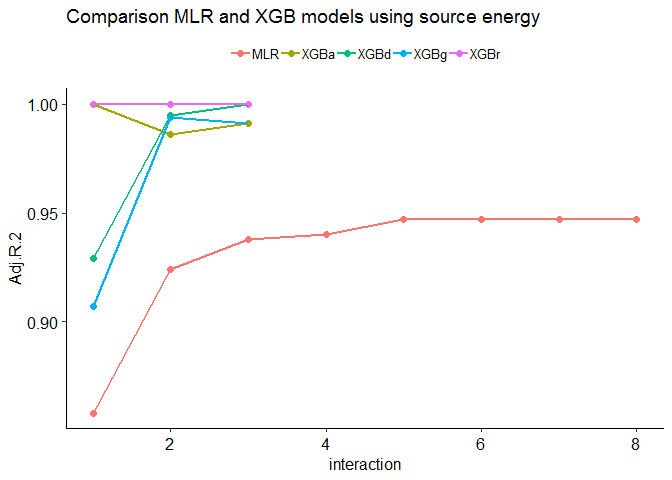 Comparison MLR and XGB models using source energy
MLR XGBa XGBd XGBg XGBr
1.00
0.95
0.90
Adj.R.2
2 4 6 8
interaction